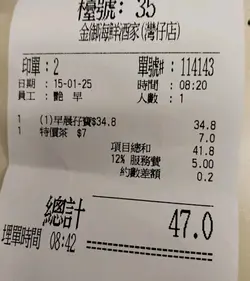 檯號: 35
金御海鮮酒家(灣仔店)
印單：2 單號#：114143
日期：15-01-25 時間：08:20
員工：艷 早 人數：1
1 (1)早晨孖寶$34.8 34.8
1 特價茶 $7 7.0
項目總和 41.8
12% 服務費 5.00
約數差額 0.2
總計 47.0
埋單時間 08:42